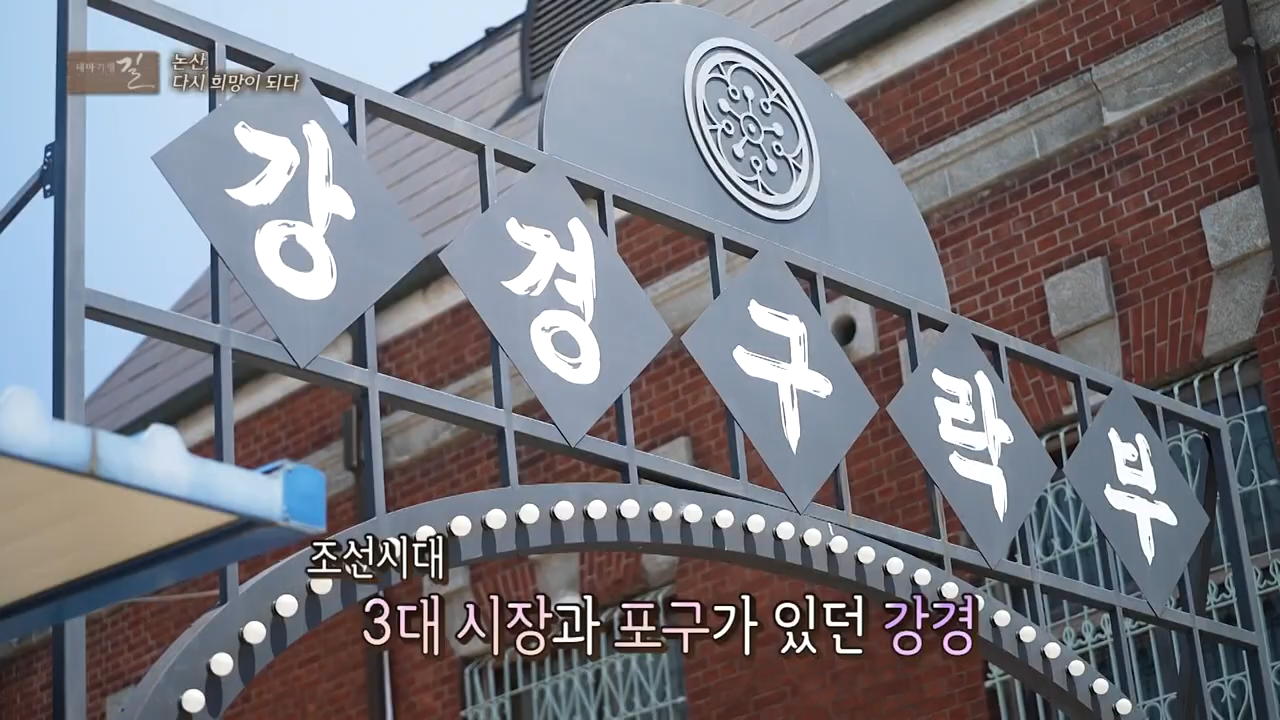 테마기행 길
논산,
다시 희망이 되다
강경구락부
조선시대
3대 시장과 포구가 있던 강경